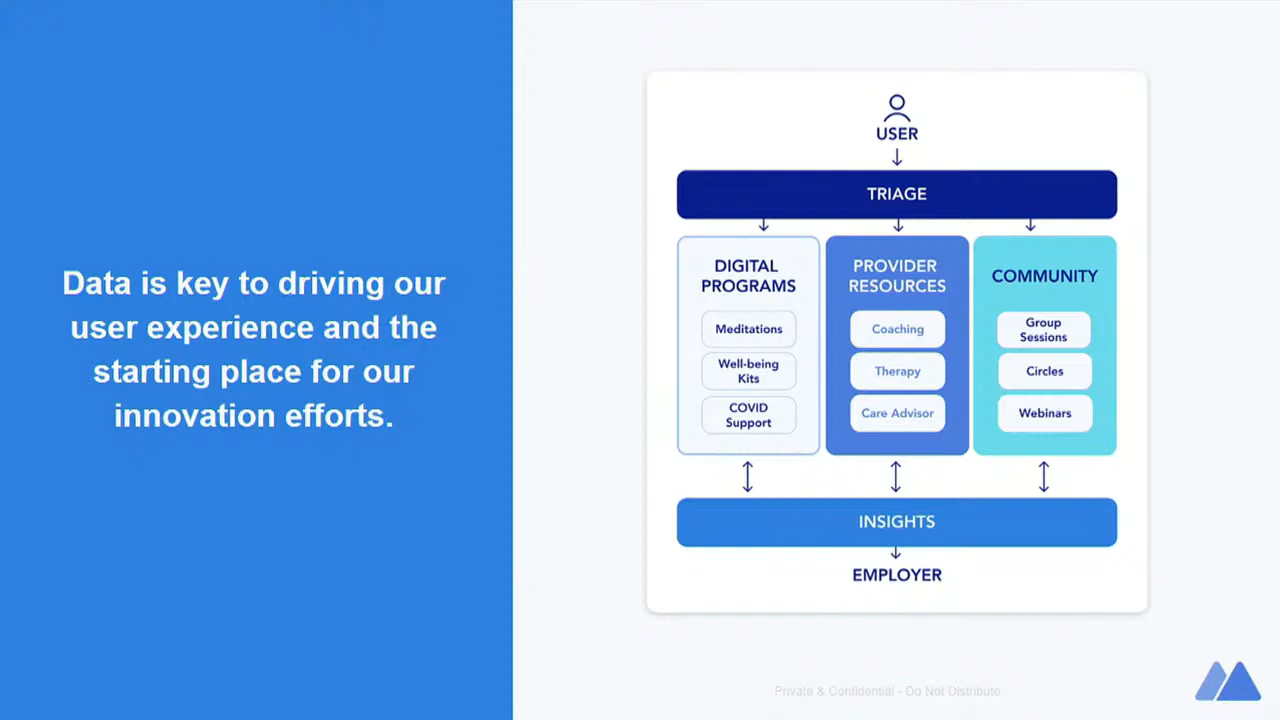 Data is key to driving our
user experience and the
starting place for our
innovation efforts.
USER
TRIAGE
DIGITAL
PROGRAMS
Meditations
Well-being
Kits
COVID
Support
PROVIDER
RESOURCES
Coaching
Therapy
Care Advisor
COMMUNITY
Group
Sessions
Circles
Webinars
INSIGHTS
EMPLOYER
Private & Confidential - Do Not Distribute